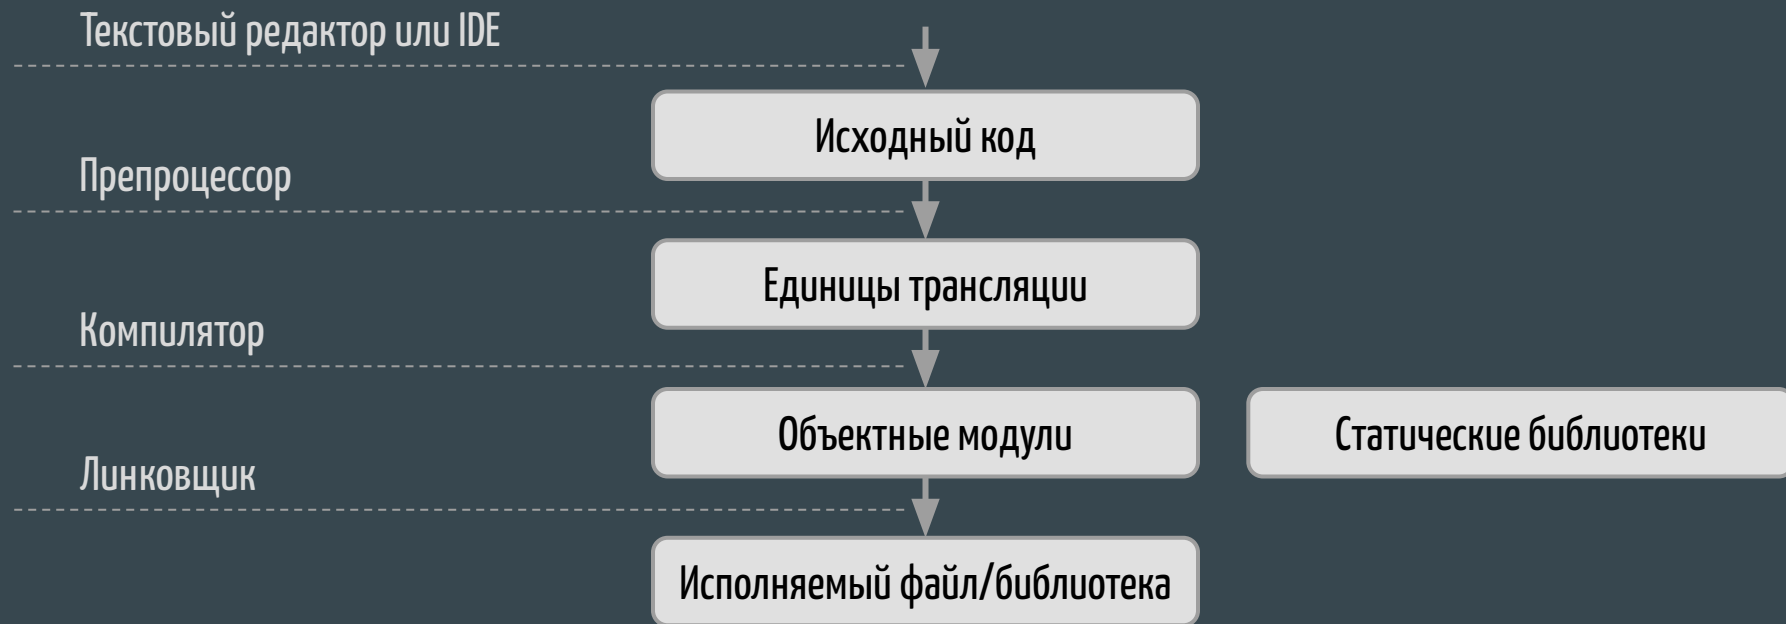 Текстовый редактор или IDE
Исходный код
Препроцессор
Единицы трансляции
Компилятор
Объектные модули
Статические библиотеки
Линковщик
Исполняемый файл/библиотека